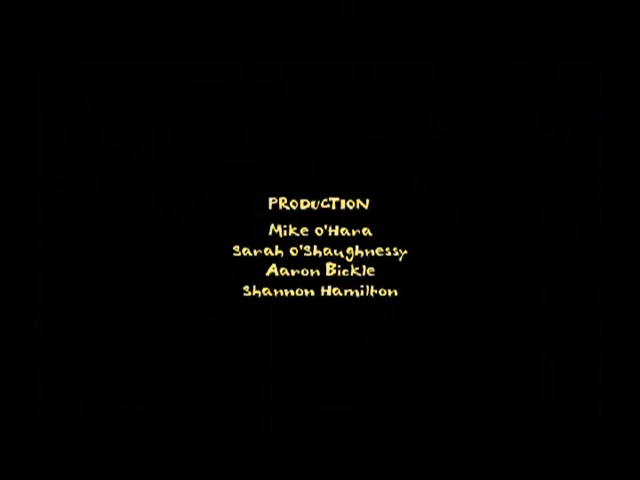 PRODUCTION
Mike O'Hara
Sarah O'Shaughnessy
Aaron Bickle
Shannon Hamilton